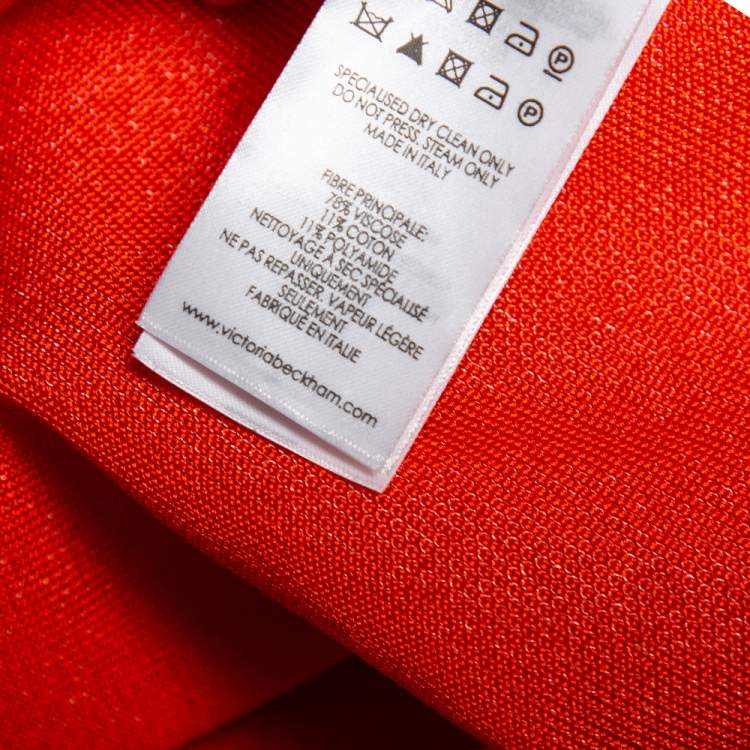 SPECIALISED DRY CLEAN ONLY
DO NOT PRESS. STEAM ONLY
MADE IN ITALY
FIBRE PRINCIPALE:
78% VISCOSE
11% COTON
11% POLYAMIDE
NETTOYAGE A SEC SPÉCIALISÉ
UNIQUEMENT
NE PAS REPASSER. VAPEUR LÉGÈRE
SEULEMENT.
FABRIQUÉ EN ITALIE
www.victoriabeckham.com